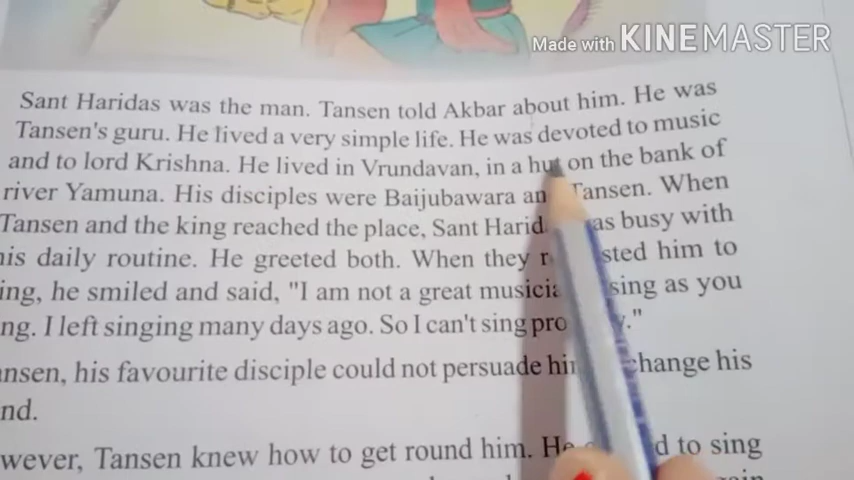 Made with KINEMASTER
Sant Haridas was the man. Tansen told Akbar about him. He was
Tansen's guru. He lived a very simple life. He was devoted to music
and to lord Krishna. He lived in Vrundavan, in a hut on the bank of
river Yamuna. His disciples were Baijubawara an Tansen. When
Tansen and the king reached the place, Sant Harid as busy with
his daily routine. He greeted both. When they r sted him to
ing, he smiled and said, "I am not a great musicia sing as you
ng. I left singing many days ago. So I can't sing pro y."
ansen, his favourite disciple could not persuade hi change his
nd.
wever, Tansen knew how to get round him. He d to sing